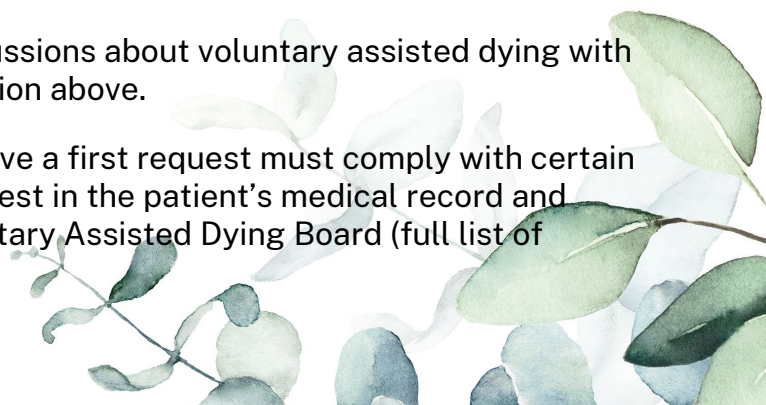 ussions about voluntary assisted dying with
ion above.
ve a first request must comply with certain
est in the patient’s medical record and
tary Assisted Dying Board (full list of